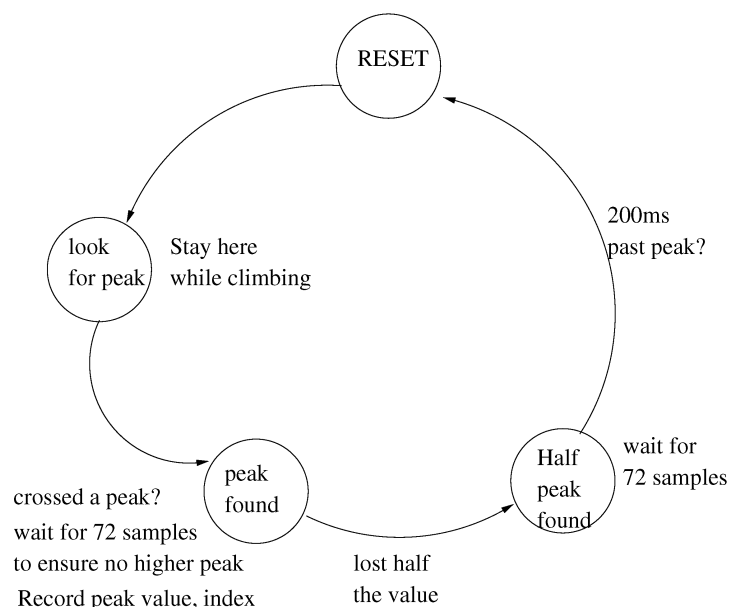 RESET
200ms
past peak?
look
for peak
Stay here
while climbing
peak
found
crossed a peak?
wait for 72 samples
to ensure no higher peak
Record peak value, index
lost half
the value
Half
peak
found
wait for
72 samples